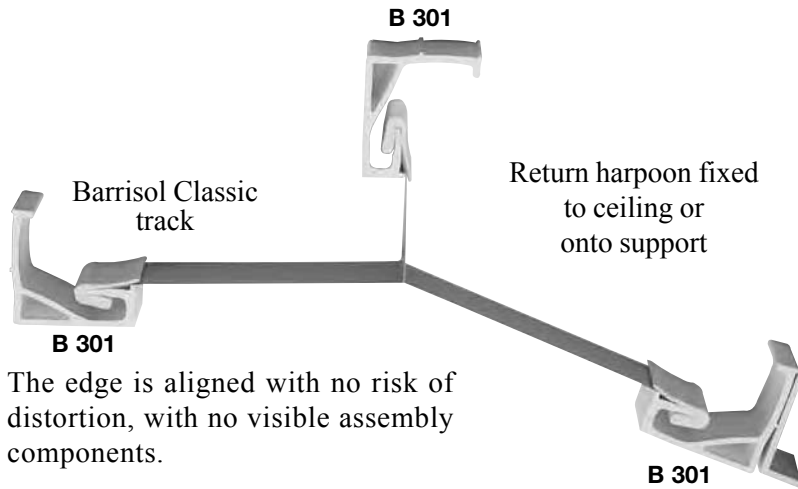 B 301
Barrisol Classic
track
Return harpoon fixed
to ceiling or
onto support
B 301
The edge is aligned with no risk of
distortion, with no visible assembly
components.
B 301